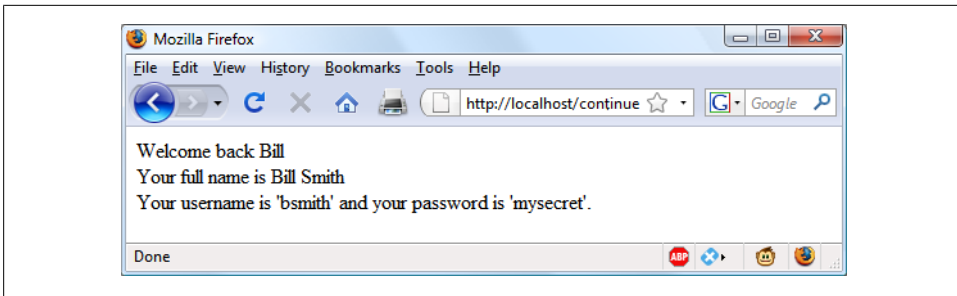 Mozilla Firefox
File Edit View History Bookmarks Tools Help
http://localhost/continue
G Google
Welcome back Bill
Your full name is Bill Smith
Your username is 'bsmith' and your password is 'mysecret'.
Done
ABP